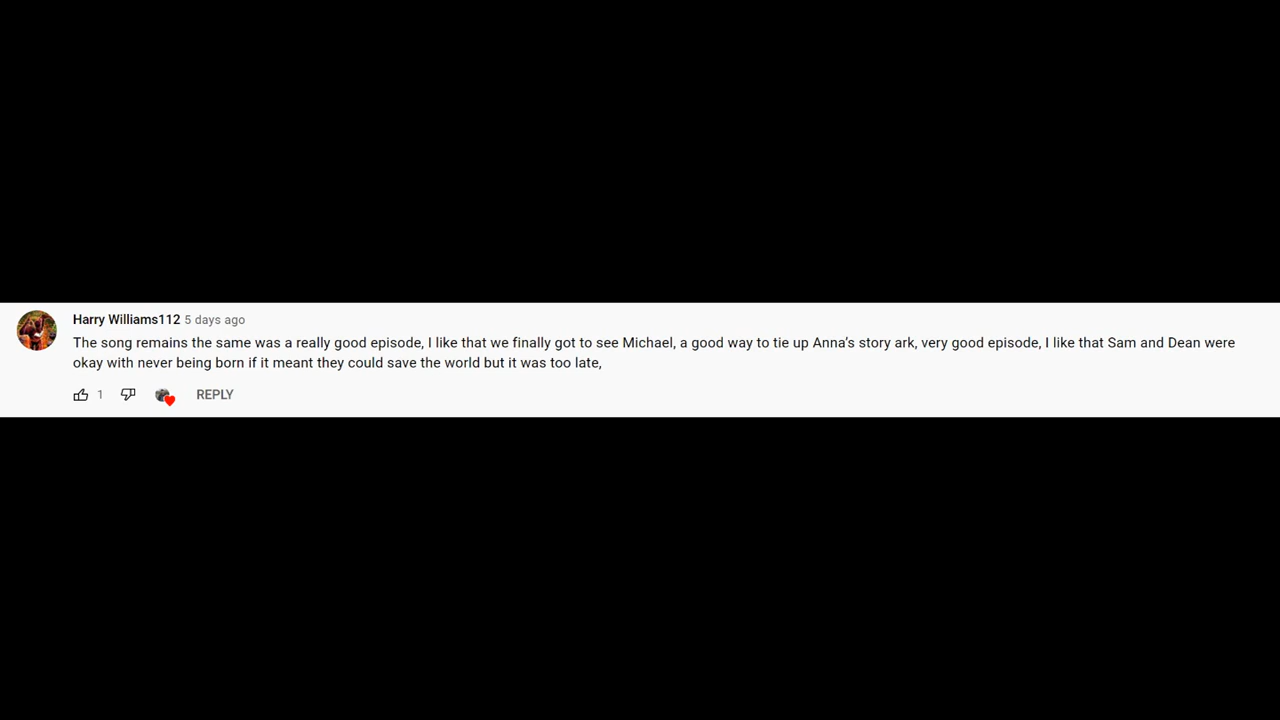 Harry Williams112 5 days ago
The song remains the same was a really good episode, I like that we finally got to see Michael, a good way to tie up Anna's story ark, very good episode, I like that Sam and Dean were
okay with never being born if it meant they could save the world but it was too late,
1 REPLY